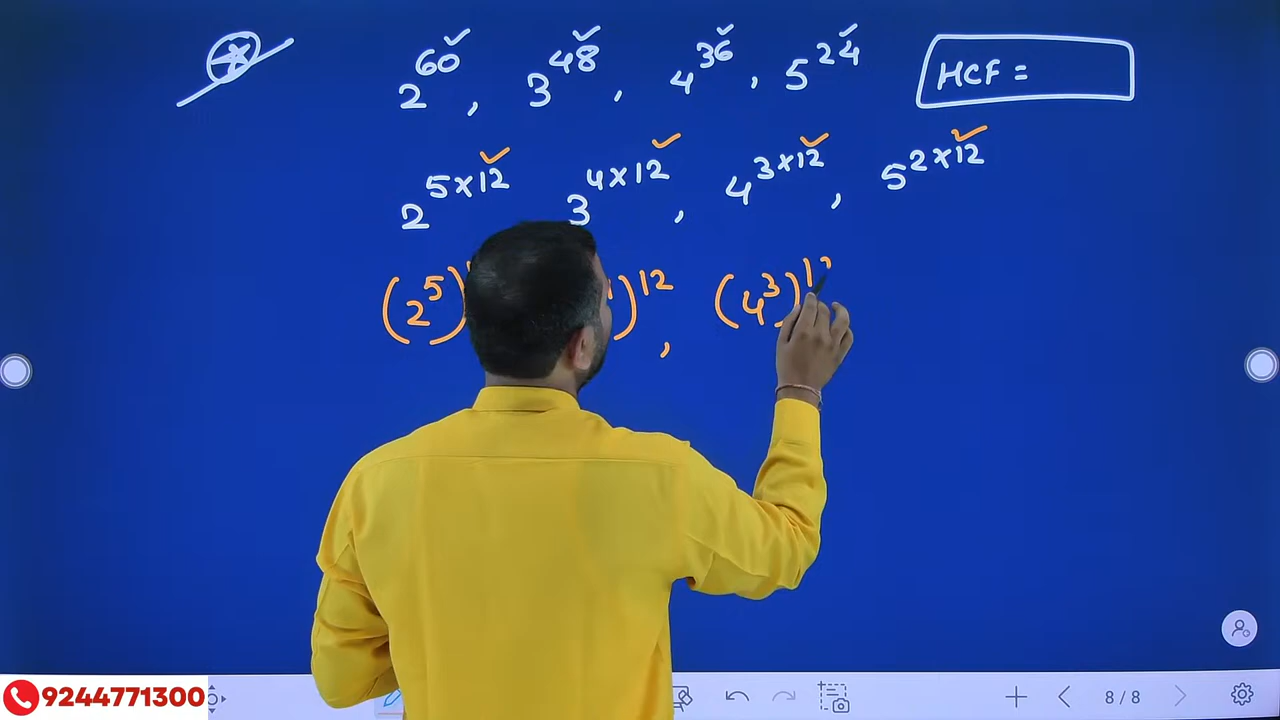 2^60, 3^48, 4^36, 5^24
HCF =
2^5×12 3^4×12, 4^3×12, 5^2×12
(2^5) )^12, (4^3)
9244771300
8/8